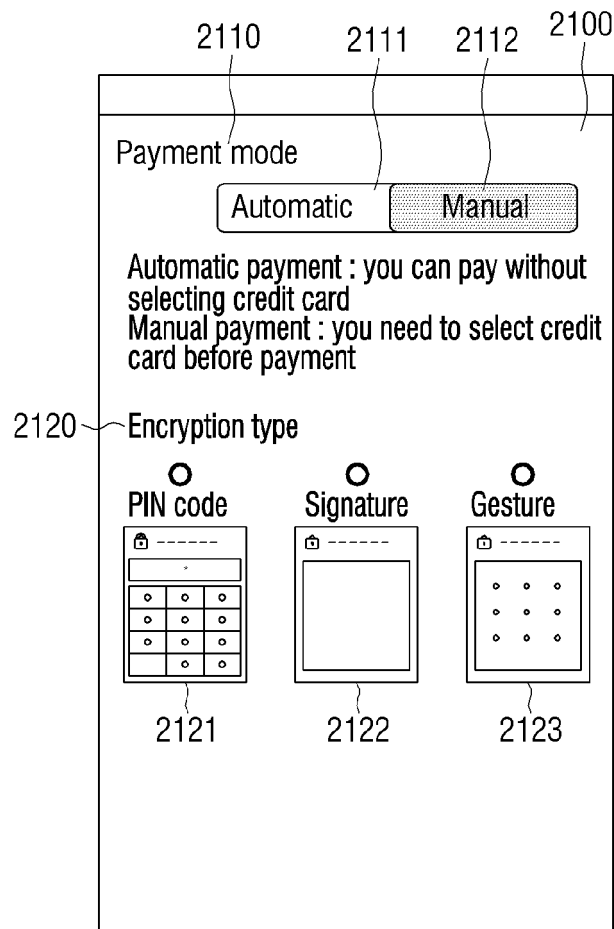 2110 2111 2112 2100
Payment mode
Automatic Manual
Automatic payment : you can pay without
selecting credit card
Manual payment : you need to select credit
card before payment
2120 Encryption type
PIN code Signature Gesture
2121 2122 2123